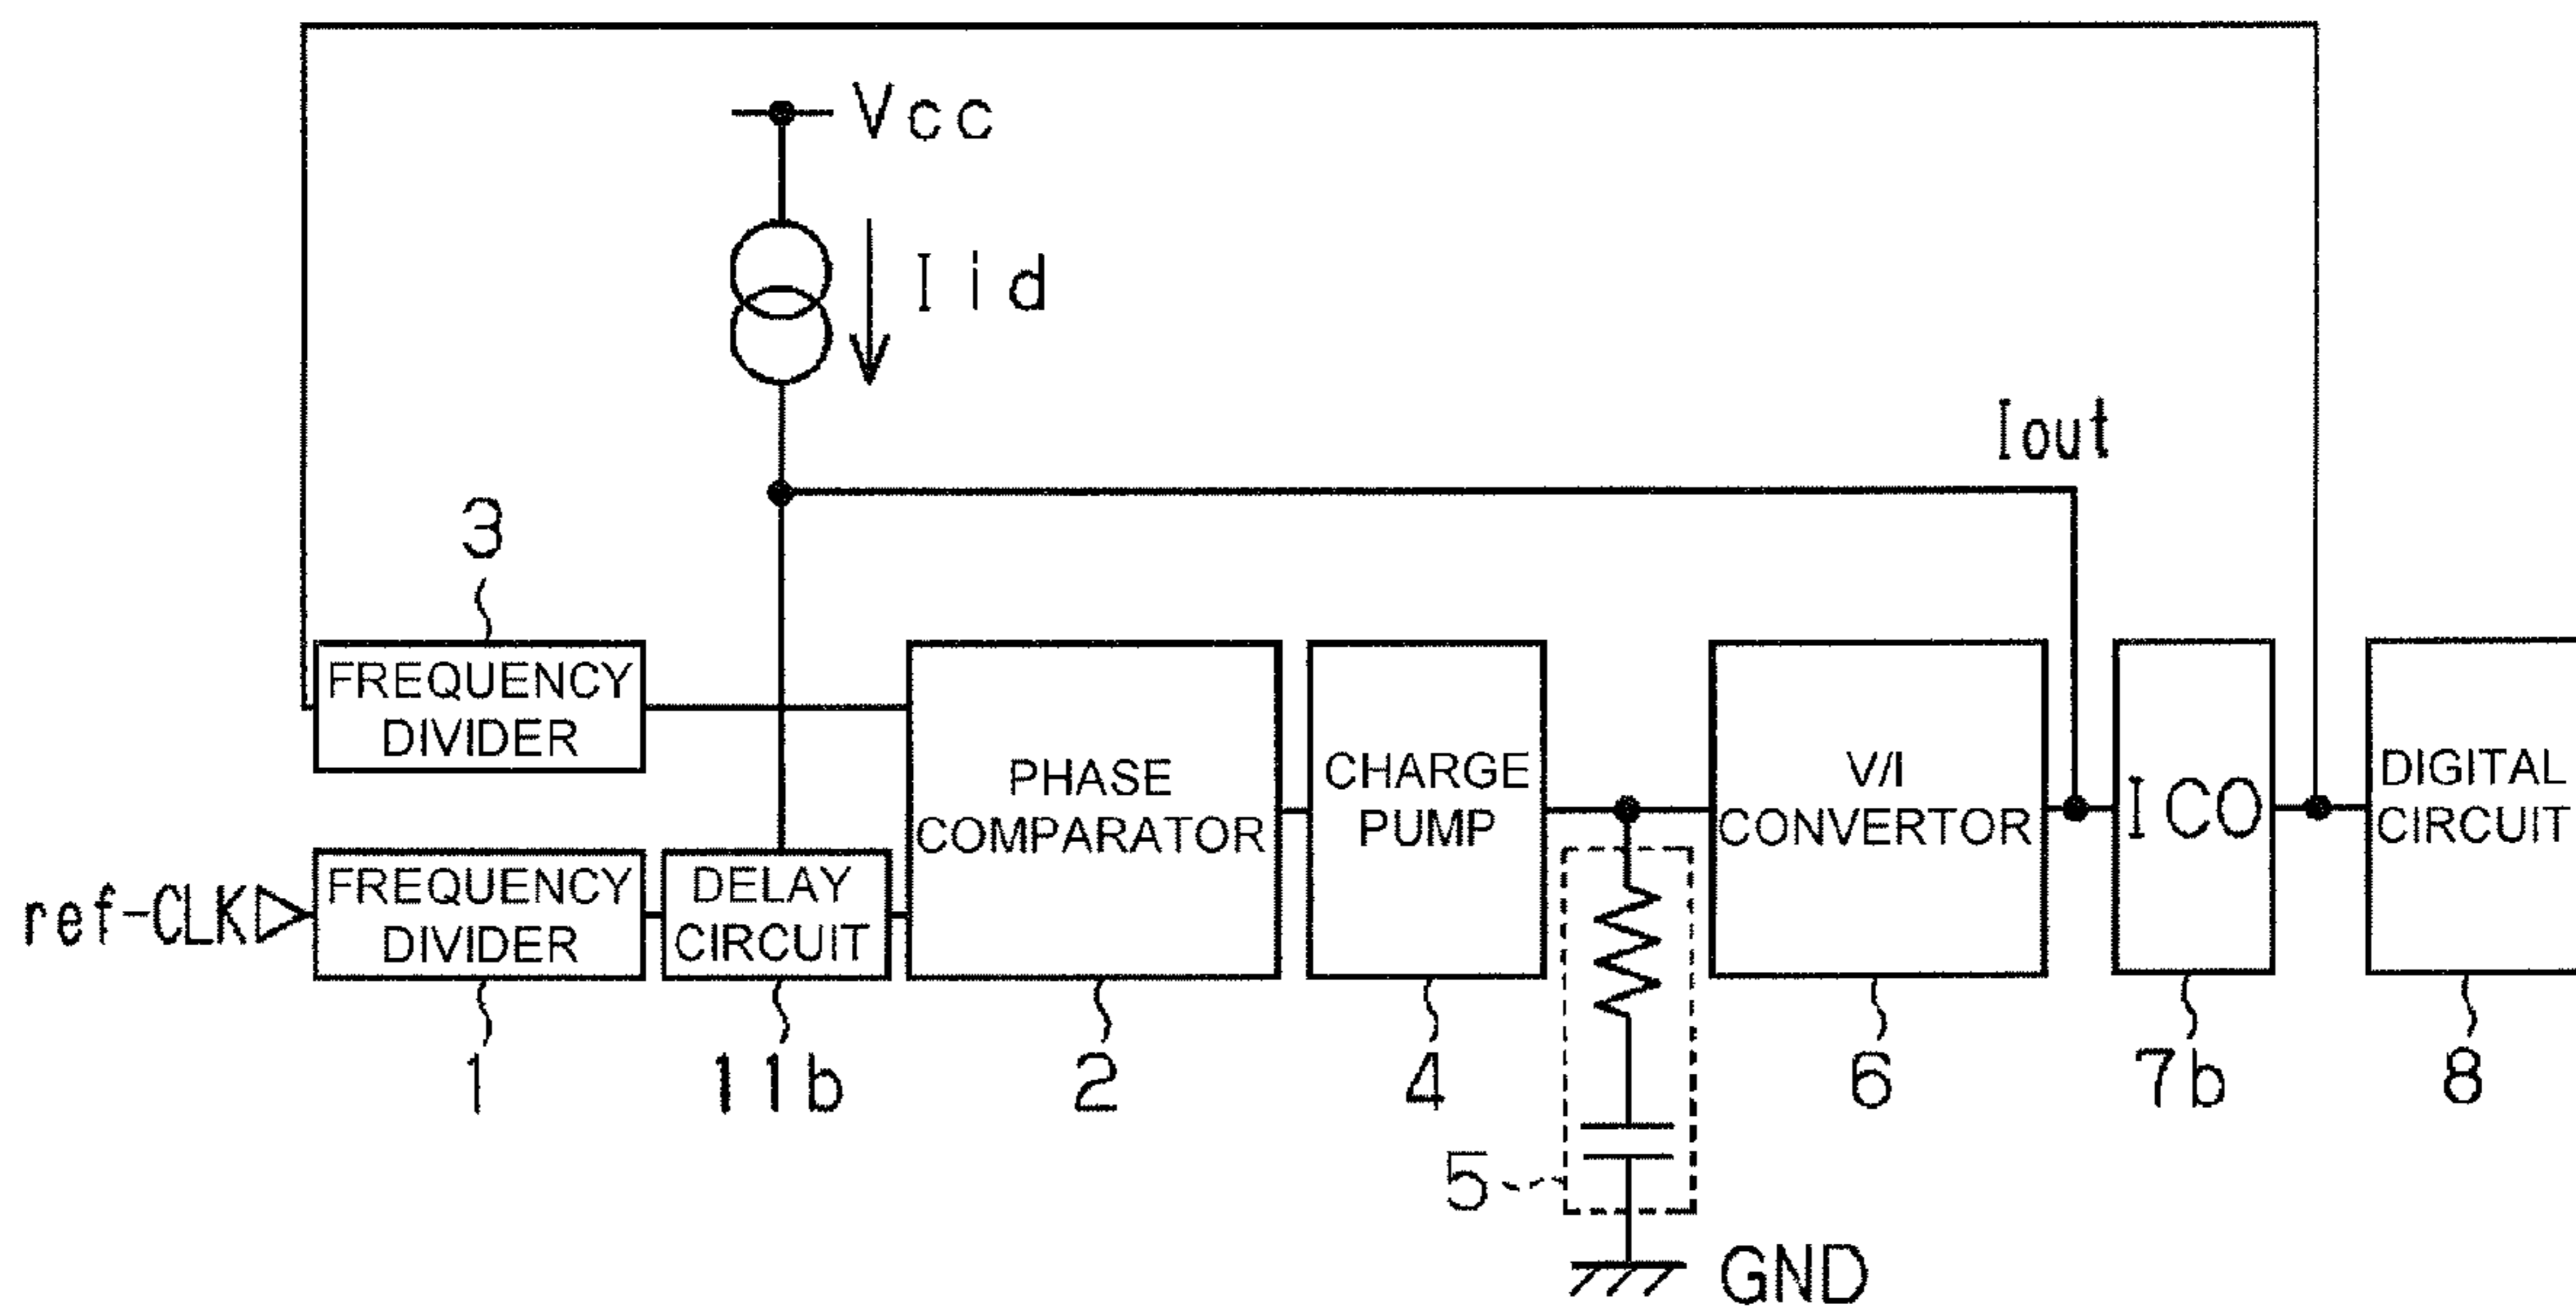 Vcc
Iid
Iout
3
FREQUENCY
DIVIDER
PHASE
COMPARATOR
CHARGE
PUMP
V/I
CONVERTOR
ICO
DIGITAL
CIRCUIT
ref-CLK
FREQUENCY
DIVIDER
DELAY
CIRCUIT
1
11b
2
4
6
7b
8
5
GND